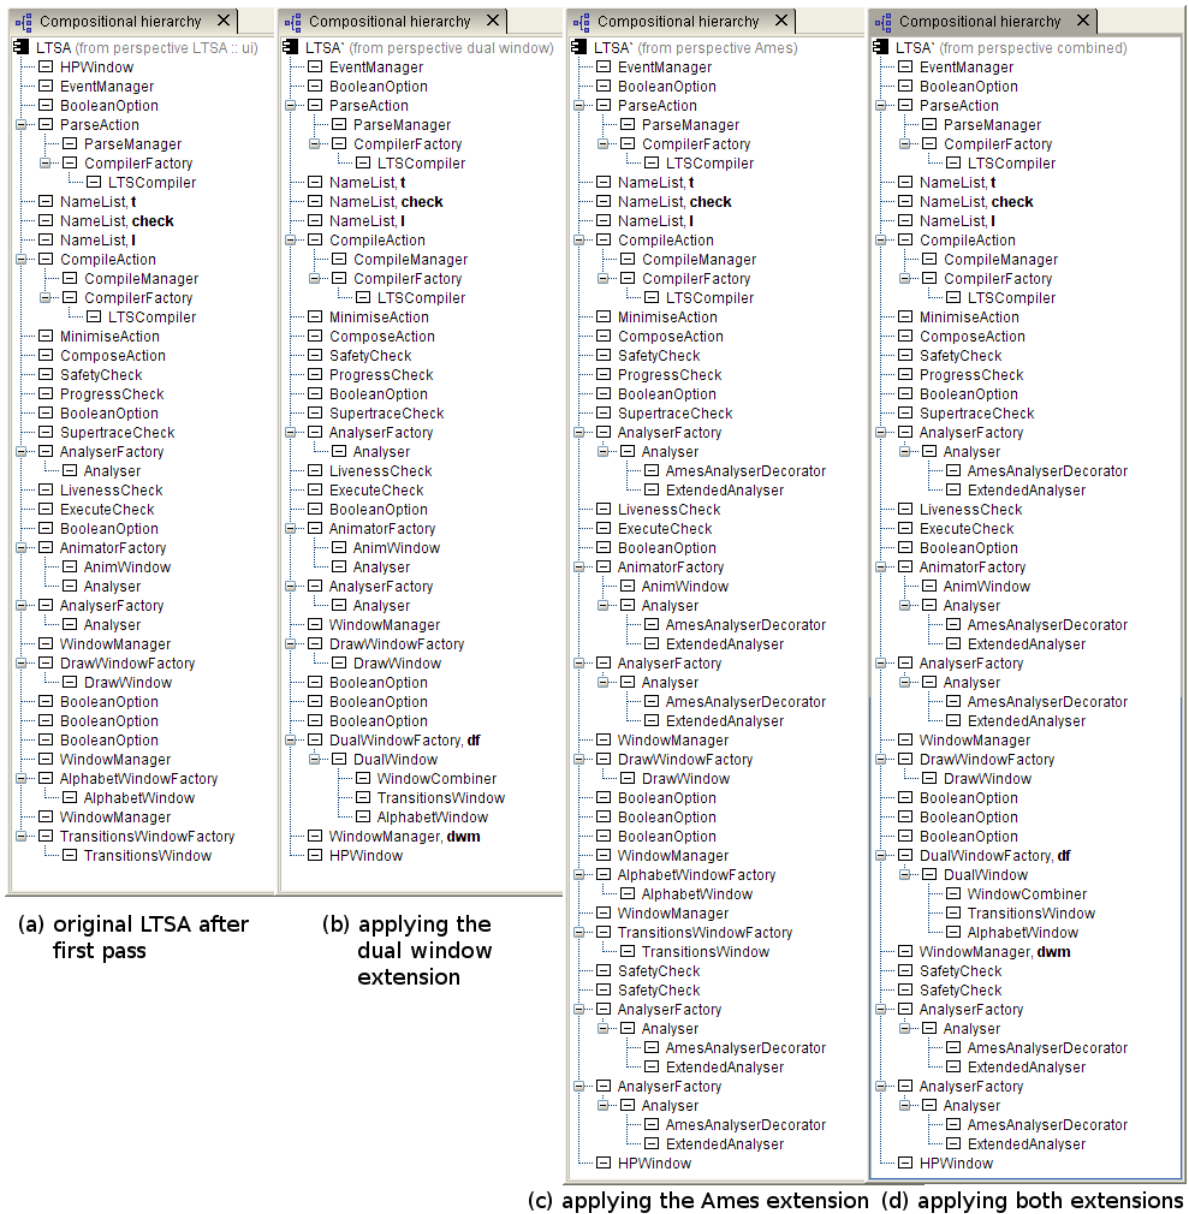 Compositional hierarchy
LTSA (from perspective LTSA :: ui)
HPWindow
EventManager
BooleanOption
ParseAction
ParseManager
CompilerFactory
LTSCompiler
NameList, t
NameList, check
NameList, l
CompileAction
CompileManager
CompilerFactory
LTSCompiler
MinimiseAction
ComposeAction
SafetyCheck
ProgressCheck
BooleanOption
SupertraceCheck
AnalyserFactory
Analyser
LivenessCheck
ExecuteCheck
BooleanOption
AnimatorFactory
AnimWindow
Analyser
AnalyserFactory
Analyser
WindowManager
DrawWindowFactory
DrawWindow
BooleanOption
BooleanOption
BooleanOption
WindowManager
AlphabetWindowFactory
AlphabetWindow
WindowManager
TransitionsWindowFactory
TransitionsWindow
(a) original LTSA after
first pass
Compositional hierarchy
LTSA` (from perspective dual window)
EventManager
BooleanOption
ParseAction
ParseManager
CompilerFactory
LTSCompiler
NameList, t
NameList, check
NameList, l
CompileAction
CompileManager
CompilerFactory
LTSCompiler
MinimiseAction
ComposeAction
SafetyCheck
ProgressCheck
BooleanOption
SupertraceCheck
AnalyserFactory
Analyser
LivenessCheck
ExecuteCheck
BooleanOption
AnimatorFactory
AnimWindow
Analyser
AnalyserFactory
Analyser
WindowManager
DrawWindowFactory
DrawWindow
BooleanOption
BooleanOption
BooleanOption
DualWindowFactory, df
DualWindow
WindowCombiner
TransitionsWindow
AlphabetWindow
WindowManager, dwm
HPWindow
(b) applying the
dual window
extension
Compositional hierarchy
LTSA` (from perspective Ames)
EventManager
BooleanOption
ParseAction
ParseManager
CompilerFactory
LTSCompiler
NameList, t
NameList, check
NameList, l
CompileAction
CompileManager
CompilerFactory
LTSCompiler
MinimiseAction
ComposeAction
SafetyCheck
ProgressCheck
BooleanOption
SupertraceCheck
AnalyserFactory
Analyser
AmesAnalyserDecorator
ExtendedAnalyser
LivenessCheck
ExecuteCheck
BooleanOption
AnimatorFactory
AnimWindow
Analyser
AmesAnalyserDecorator
ExtendedAnalyser
AnalyserFactory
Analyser
AmesAnalyserDecorator
ExtendedAnalyser
WindowManager
DrawWindowFactory
DrawWindow
BooleanOption
BooleanOption
BooleanOption
WindowManager
AlphabetWindowFactory
AlphabetWindow
WindowManager
TransitionsWindowFactory
TransitionsWindow
SafetyCheck
SafetyCheck
AnalyserFactory
Analyser
AmesAnalyserDecorator
ExtendedAnalyser
AnalyserFactory
Analyser
AmesAnalyserDecorator
ExtendedAnalyser
HPWindow
(c) applying the Ames extension
Compositional hierarchy
LTSA` (from perspective combined)
EventManager
BooleanOption
ParseAction
ParseManager
CompilerFactory
LTSCompiler
NameList, t
NameList, check
NameList, l
CompileAction
CompileManager
CompilerFactory
LTSCompiler
MinimiseAction
ComposeAction
SafetyCheck
ProgressCheck
BooleanOption
SupertraceCheck
AnalyserFactory
Analyser
AmesAnalyserDecorator
ExtendedAnalyser
LivenessCheck
ExecuteCheck
BooleanOption
AnimatorFactory
AnimWindow
Analyser
AmesAnalyserDecorator
ExtendedAnalyser
AnalyserFactory
Analyser
AmesAnalyserDecorator
ExtendedAnalyser
WindowManager
DrawWindowFactory
DrawWindow
BooleanOption
BooleanOption
BooleanOption
DualWindowFactory, df
DualWindow
WindowCombiner
TransitionsWindow
AlphabetWindow
WindowManager, dwm
SafetyCheck
SafetyCheck
AnalyserFactory
Analyser
AmesAnalyserDecorator
ExtendedAnalyser
AnalyserFactory
Analyser
AmesAnalyserDecorator
ExtendedAnalyser
HPWindow
(d) applying both extensions